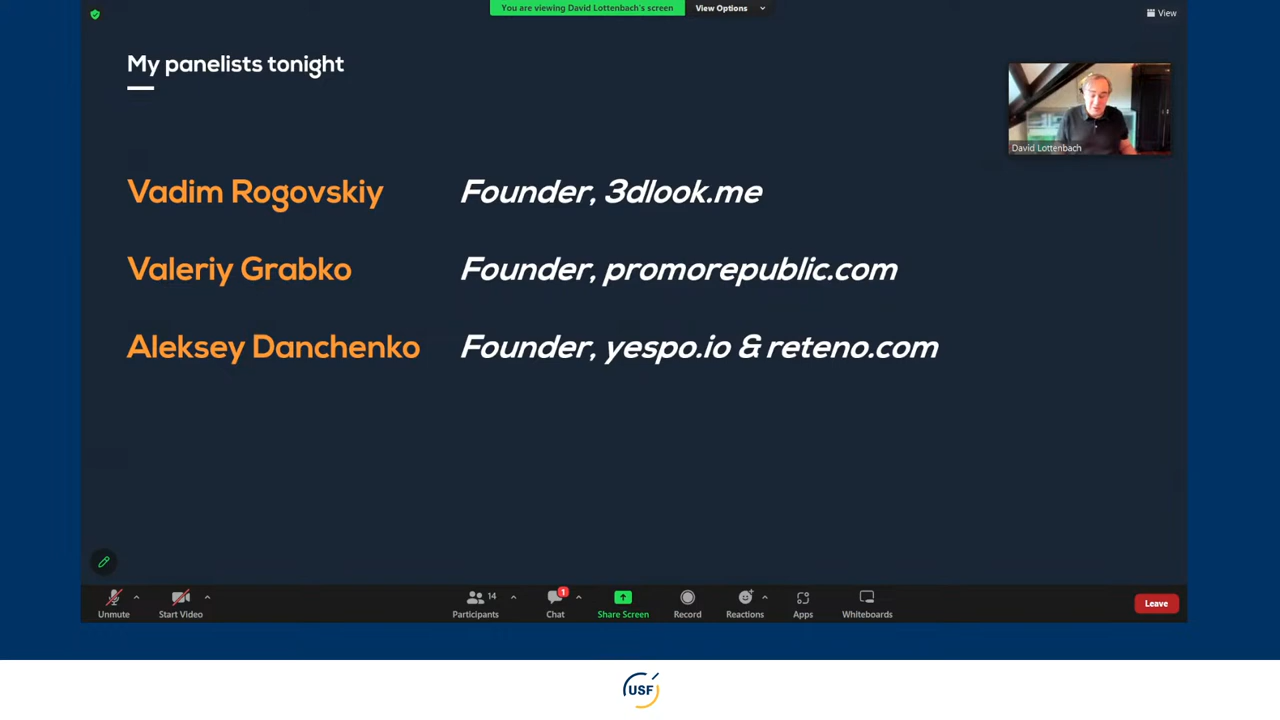 You are viewing David Lottenbach's screen View Options
View
My panelists tonight
David Lottenbach
Vadim Rogovskiy Founder, 3dlook.me
Valeriy Grabko Founder, promorepublic.com
Aleksey Danchenko Founder, yespo.io & reteno.com
Unmute Start Video Participants 14 Chat 1 Share Screen Record Reactions Apps Whiteboards Leave
USF